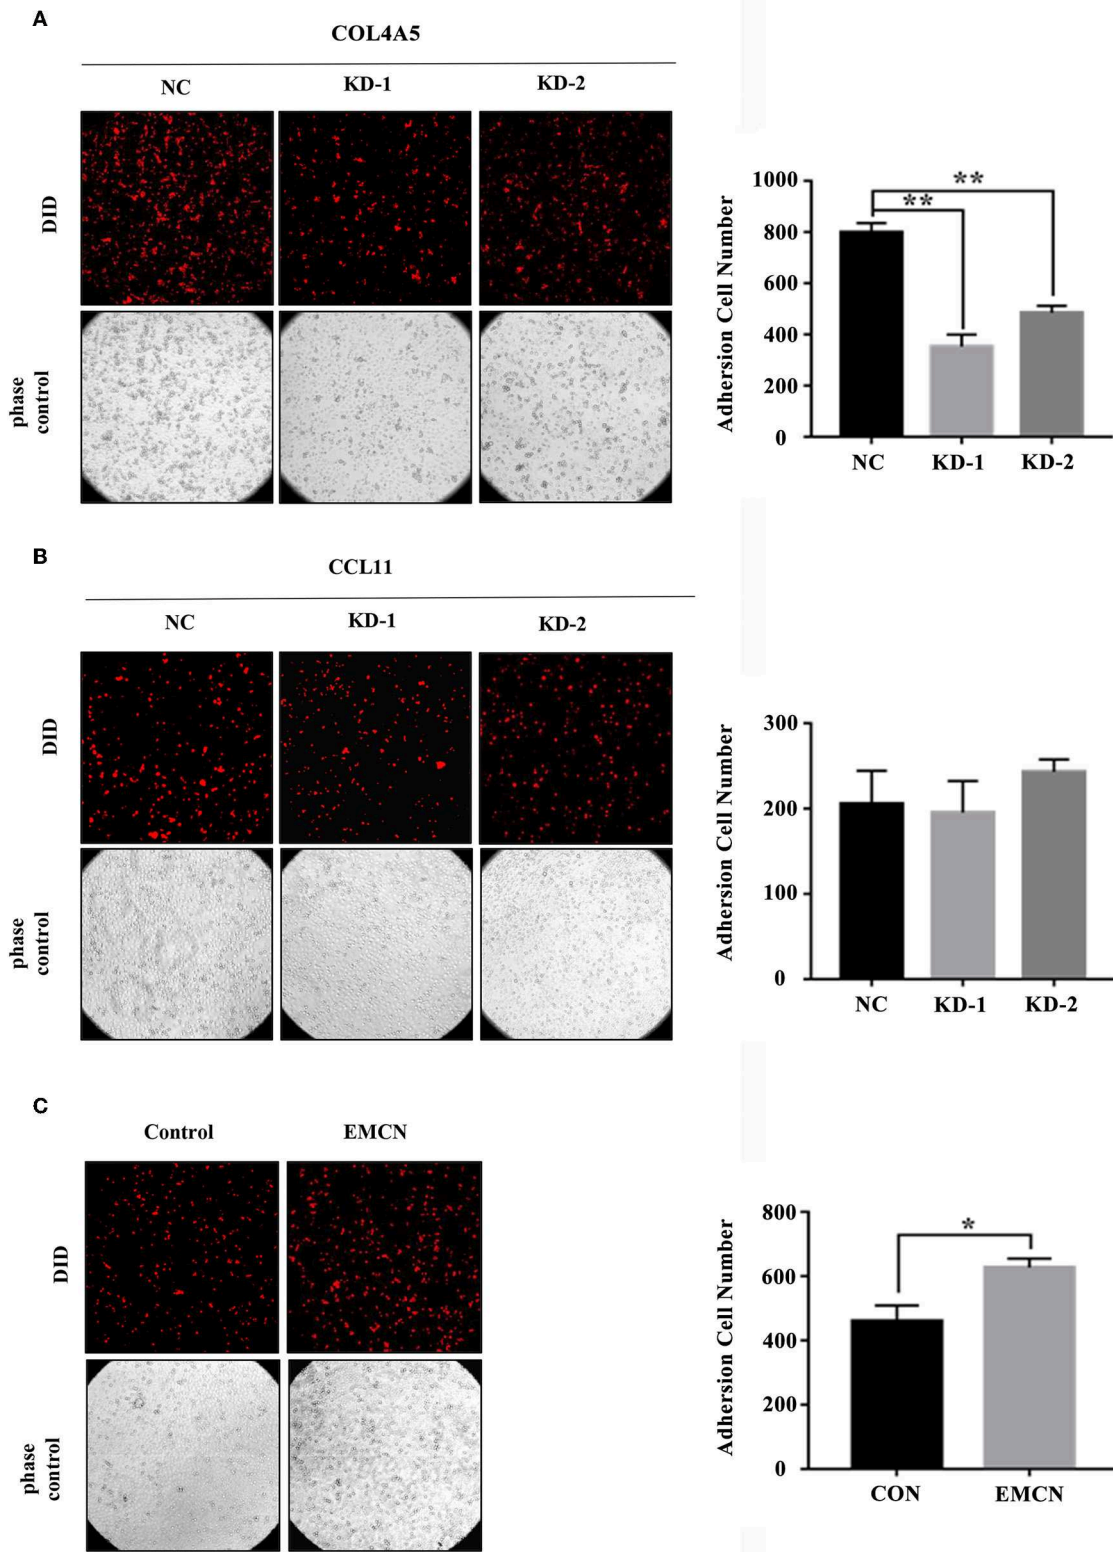 A
COL4A5
NC KD-1 KD-2
DID
phase
control
Adhersion Cell Number
1000
800
600
400
200
0
**
**
NC KD-1 KD-2
B
CCL11
NC KD-1 KD-2
DID
phase
control
Adhersion Cell Number
300
200
100
0
NC KD-1 KD-2
C
Control EMCN
DID
phase
control
Adhersion Cell Number
800
600
400
200
0
*
CON EMCN